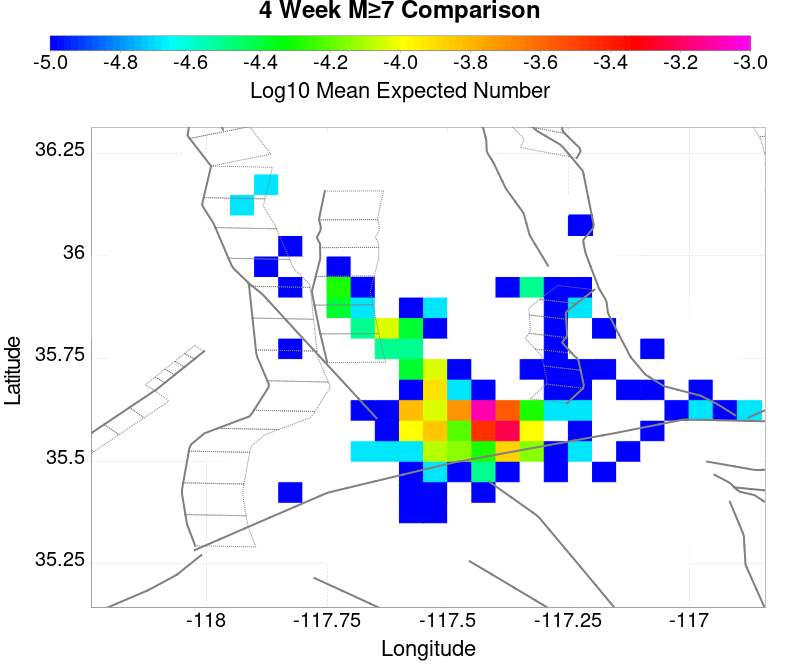 4 Week M≥7 Comparison
-5.0 -4.8 -4.6 -4.4 -4.2 -4.0 -3.8 -3.6 -3.4 -3.2 -3.0
Log10 Mean Expected Number
36.25
36
35.75
35.5
35.25
Latitude
-118 -117.75 -117.5 -117.25 -117
Longitude